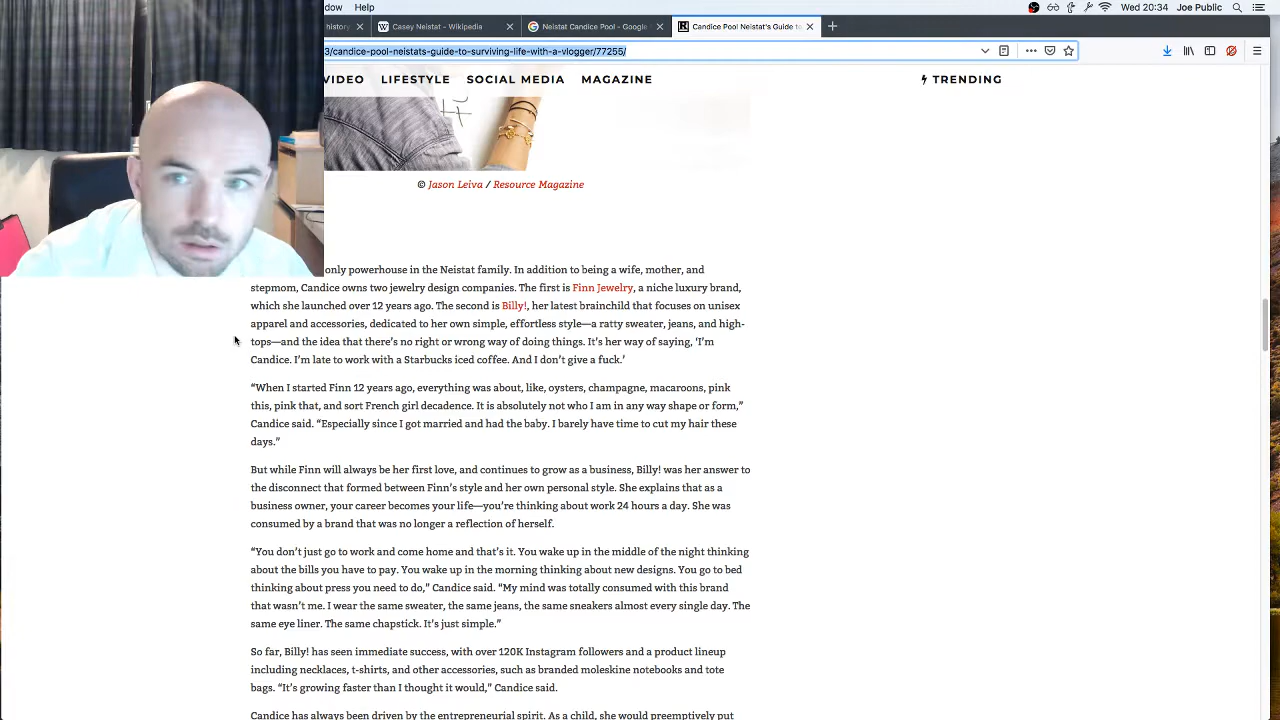 dow Help Wed 20:34 Joe Public
history Casey Neistat – Wikipedia Neistat Candice Pool - Google Candice Pool Neistat's Guide to
3/candice-pool-neistats-guide-to-surviving-life-with-a-vlogger/77255/
VIDEO LIFESTYLE SOCIAL MEDIA MAGAZINE TRENDING
© Jason Leiva / Resource Magazine
only powerhouse in the Neistat family. In addition to being a wife, mother, and
stepmom, Candice owns two jewelry design companies. The first is Finn Jewelry, a niche luxury brand,
which she launched over 12 years ago. The second is Billy!, her latest brainchild that focuses on unisex
apparel and accessories, dedicated to her own simple, effortless style—a ratty sweater, jeans, and high-
tops—and the idea that there's no right or wrong way of doing things. It's her way of saying, 'I'm
Candice. I'm late to work with a Starbucks iced coffee. And I don't give a fuck.'
“When I started Finn 12 years ago, everything was about, like, oysters, champagne, macaroons, pink
this, pink that, and sort French girl decadence. It is absolutely not who I am in any way shape or form,”
Candice said. “Especially since I got married and had the baby. I barely have time to cut my hair these
days.”
But while Finn will always be her first love, and continues to grow as a business, Billy! was her answer to
the disconnect that formed between Finn's style and her own personal style. She explains that as a
business owner, your career becomes your life—you're thinking about work 24 hours a day. She was
consumed by a brand that was no longer a reflection of herself.
“You don't just go to work and come home and that's it. You wake up in the middle of the night thinking
about the bills you have to pay. You wake up in the morning thinking about new designs. You go to bed
thinking about press you need to do,” Candice said. “My mind was totally consumed with this brand
that wasn't me. I wear the same sweater, the same jeans, the same sneakers almost every single day. The
same eye liner. The same chapstick. It's just simple.”
So far, Billy! has seen immediate success, with over 120K Instagram followers and a product lineup
including necklaces, t-shirts, and other accessories, such as branded moleskine notebooks and tote
bags. “It's growing faster than I thought it would,” Candice said.
Candice has always been driven by the entrepreneurial spirit. As a child, she would preemptively put